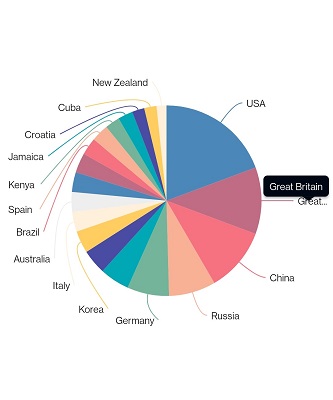 New Zealand
USA
Cuba
Croatia
Jamaica
Kenya
Great Britain
Great...
Spain
Brazil
Australia
China
Italy
Korea
Russia
Germany